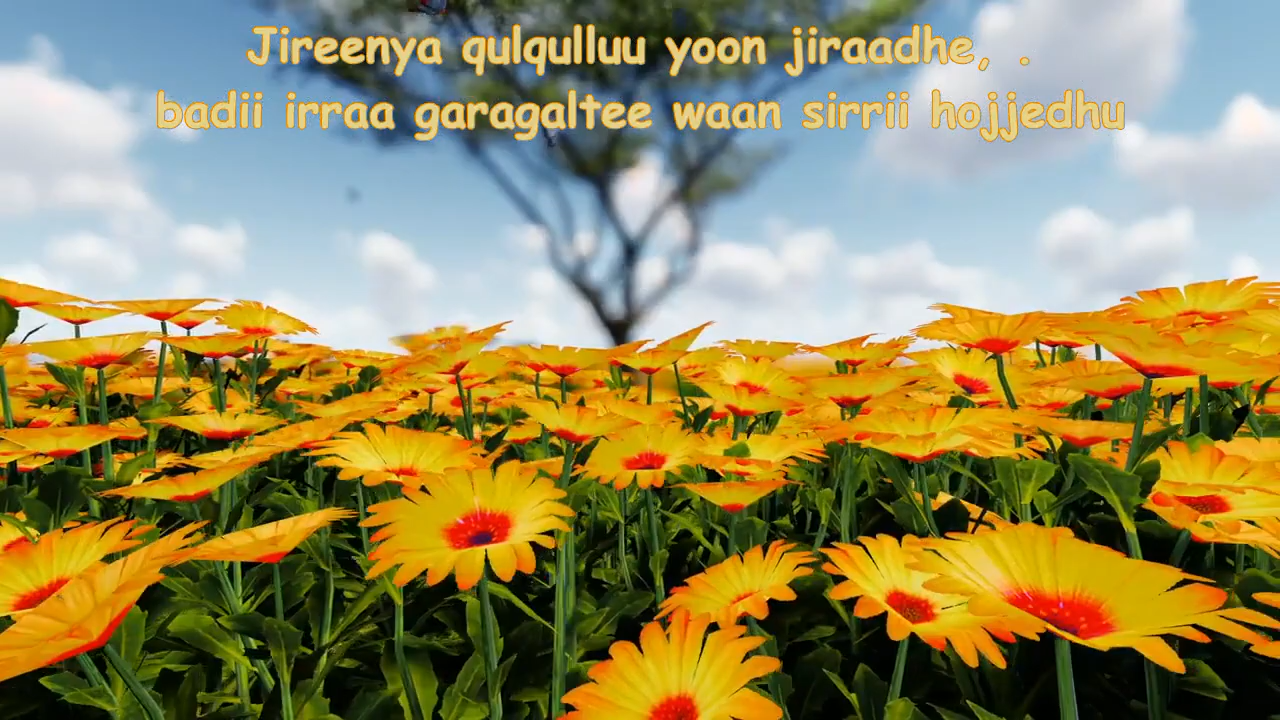 Jireenya qulqulluu yoon jiraadhe, .
badii irraa garagaltee waan sirrii hojjedhu